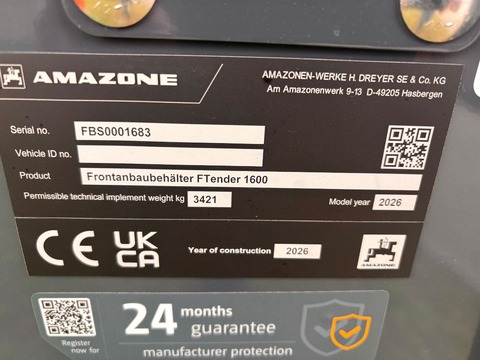 AMAZONE
AMAZONEN-WERKE H. DREYER SE & Co. KG
Am Amazonenwerk 9-13 D-49205 Hasbergen
Serial no. FBS0001683
Vehicle ID no.
Product Frontanbaubehälter FTender 1600
Permissible technical implement weight kg 3421
Model year 2026
CE UK CA
Year of construction 2026
AMAZONE
Register now for
24 months guarantee
manufacturer protection